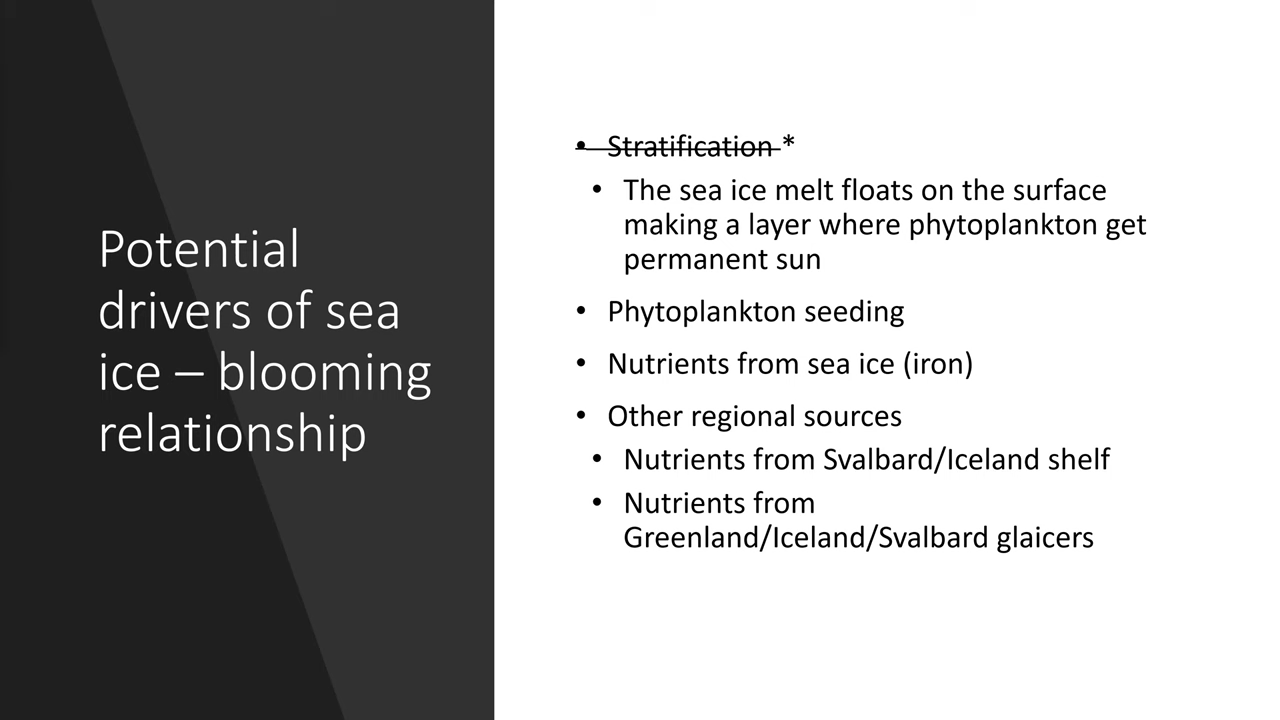 Potential
drivers of sea
ice – blooming
relationship
• Stratification *
• The sea ice melt floats on the surface
making a layer where phytoplankton get
permanent sun
• Phytoplankton seeding
• Nutrients from sea ice (iron)
• Other regional sources
• Nutrients from Svalbard/Iceland shelf
• Nutrients from
Greenland/Iceland/Svalbard glaicers